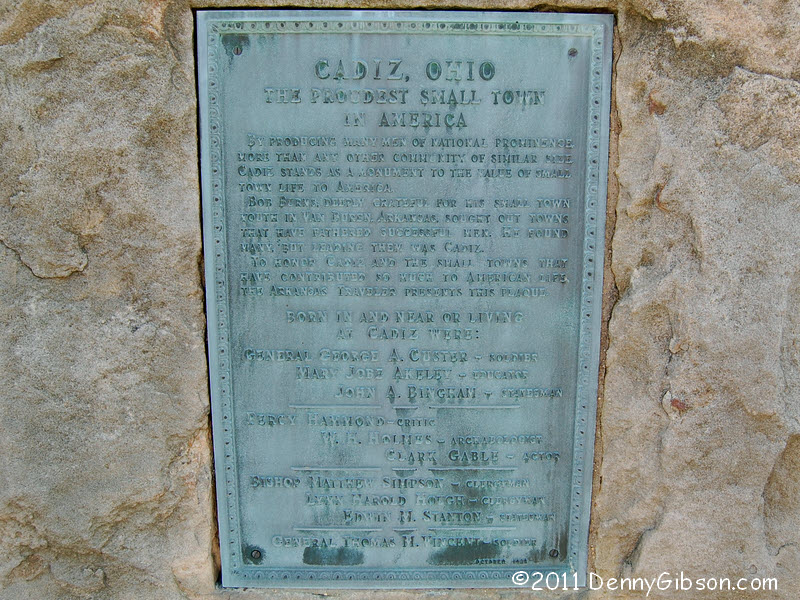 CADIZ, OHIO
THE PROUDEST SMALL TOWN
IN AMERICA
BY PRODUCING MANY MEN OF NATIONAL PROMINENCE
MORE THAN ANY OTHER COMMUNITY OF SIMILAR SIZE
CADIZ STANDS AS A MONUMENT TO THE VALUE OF SMALL
TOWN LIFE TO AMERICA.
BOB BURNS, DEEPLY GRATEFUL FOR HIS SMALL TOWN
YOUTH IN VAN BUREN, ARKANSAS, SOUGHT OUT TOWNS
THAT HAVE FATHERED SUCCESSFUL MEN. HE FOUND
MANY, BUT LEADING THEM WAS CADIZ.
TO HONOR CADIZ AND THE SMALL TOWNS THAT
HAVE CONTRIBUTED SO MUCH TO AMERICAN LIFE,
THE ARKANSAS TRAVELER PRESENTS THIS PLAQUE.
BORN IN AND NEAR OR LIVING
AT CADIZ WERE:
GENERAL GEORGE A. CUSTER - SOLDIER
MARY JOBE AKELEY - EDUCATOR
JOHN A. BINGHAM - STATESMAN
PERCY HAMMOND - CRITIC
W. H. HOLMES - ARCHAEOLOGIST
CLARK GABLE - ACTOR
BISHOP MATTHEW SIMPSON - CLERGYMAN
LYNN HAROLD HOUGH - CLERGYMAN
EDWIN M. STANTON - STATESMAN
GENERAL THOMAS M. VINCENT - SOLDIER
OCTOBER
©2011 DennyGibson.com